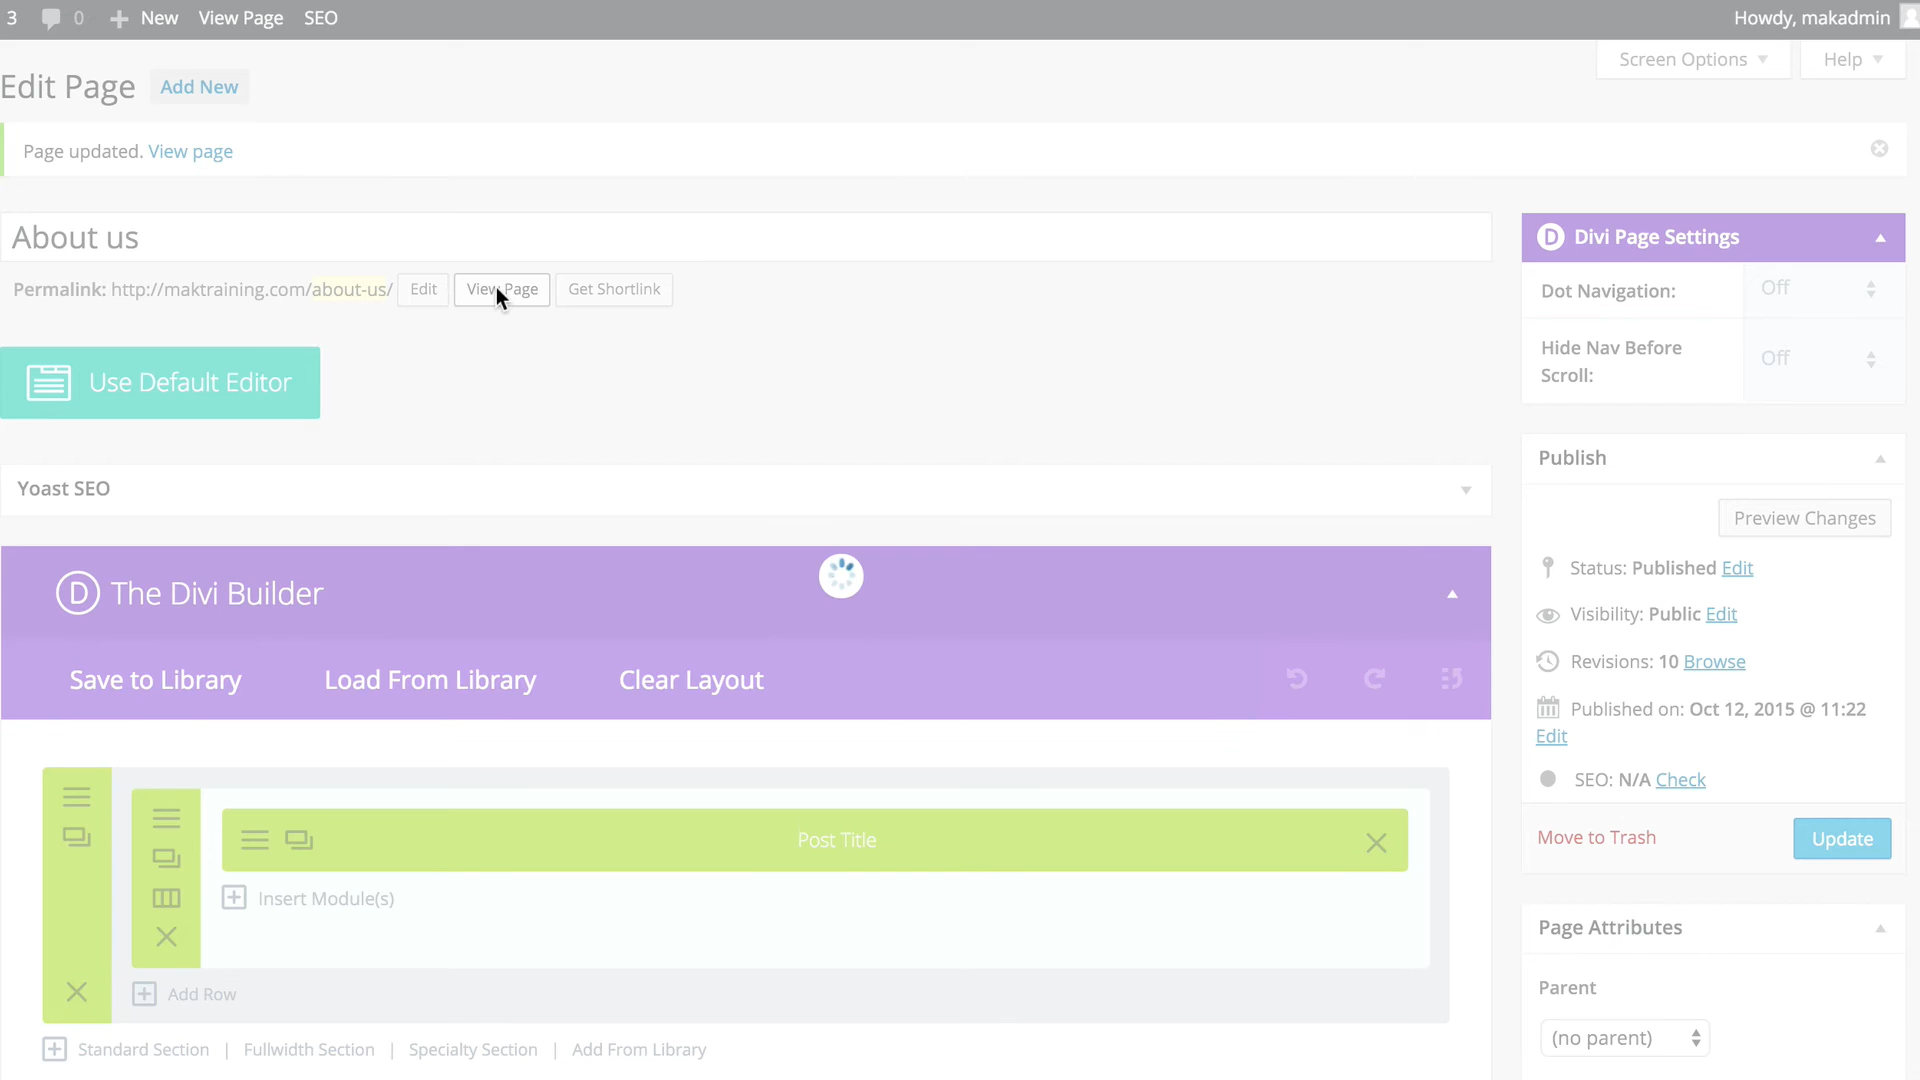 3 0 New View Page SEO Howdy, makadmin
Screen Options Help
Edit Page Add New
Page updated. View page
About us
Permalink: http://maktraining.com/about-us/ Edit View Page Get Shortlink
Use Default Editor
Yoast SEO
D The Divi Builder
Save to Library Load From Library Clear Layout
Post Title
Insert Module(s)
Add Row
Standard Section | Fullwidth Section | Specialty Section | Add From Library
D Divi Page Settings
Dot Navigation: Off
Hide Nav Before
Scroll: Off
Publish
Preview Changes
Status: Published Edit
Visibility: Public Edit
Revisions: 10 Browse
Published on: Oct 12, 2015 @ 11:22
Edit
SEO: N/A Check
Move to Trash Update
Page Attributes
Parent
(no parent)